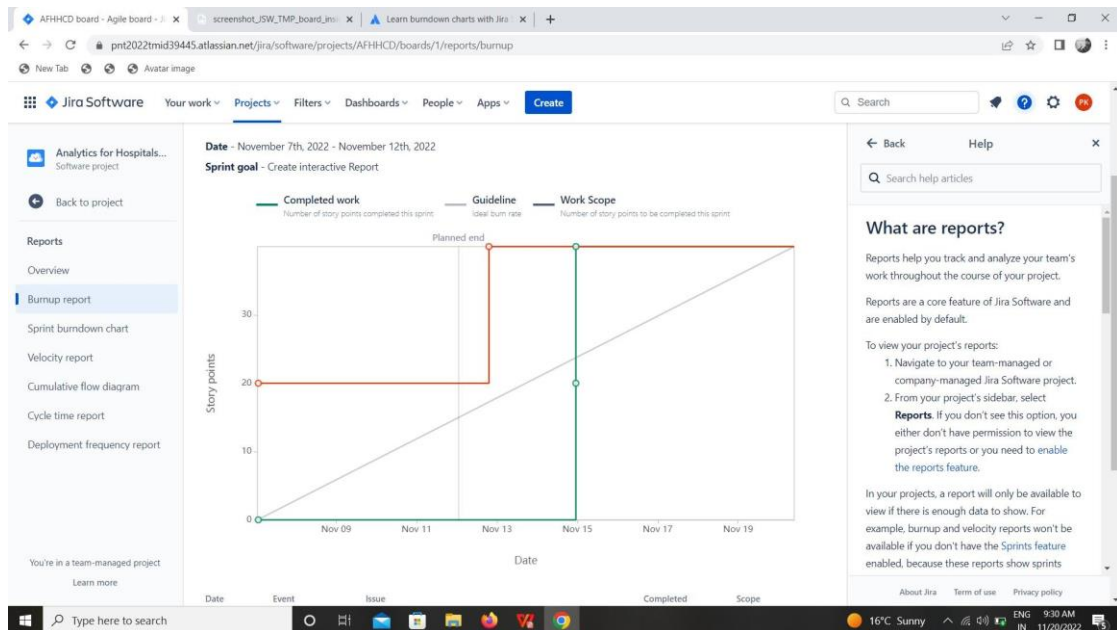 AFHHCD board - Agile board - Ji
screenshot_JSW_TMP_board_ins
Learn burndown charts with Jira S
pnt2022tmid39445.atlassian.net/jira/software/projects/AFHHCD/boards/1/reports/burnup
New Tab
Avatar image
Jira Software
Your work
Projects
Filters
Dashboards
People
Apps
Create
Search
PK
Analytics for Hospitals...
Software project
Back to project
Reports
Overview
Burnup report
Sprint burndown chart
Velocity report
Cumulative flow diagram
Cycle time report
Deployment frequency report
You're in a team-managed project
Learn more
Date - November 7th, 2022 - November 12th, 2022
Sprint goal - Create interactive Report
Completed work
Number of story points completed this sprint
Guideline
Ideal burn rate
Work Scope
Number of story points to be completed this sprint
Planned end
30
20
10
0
Story points
Nov 09 Nov 11 Nov 13 Nov 15 Nov 17 Nov 19
Date
Date Event Issue Completed Scope
Back
Help
Search help articles
What are reports?
Reports help you track and analyze your team's
work throughout the course of your project.
Reports are a core feature of Jira Software and
are enabled by default.
To view your project's reports:
1. Navigate to your team-managed or
company-managed Jira Software project.
2. From your project's sidebar, select
Reports. If you don't see this option, you
either don't have permission to view the
project's reports or you need to enable
the reports feature.
In your projects, a report will only be available to
view if there is enough data to show. For
example, burnup and velocity reports won't be
available if you don't have the Sprints feature
enabled, because these reports show sprints
About Jira Term of use Privacy policy
Type here to search
16°C Sunny
ENG
IN
9:30 AM
11/20/2022
5